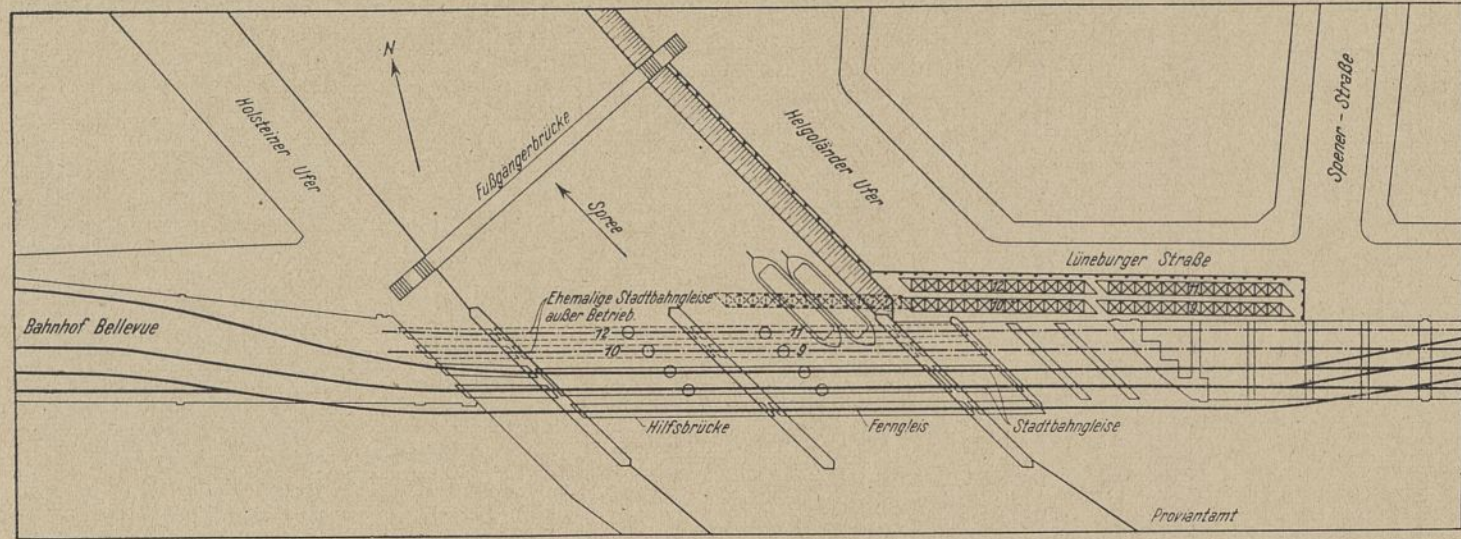 N
Holsteiner Ufer
Fußgängerbrücke
Spree
Helgoländer Ufer
Spener-Straße
Lüneburger Straße
12
11
10
9
Ehemalige Stadtbahngleise
außer Betrieb.
Bahnhof Bellevue
12
11
10
9
Hilfsbrücke
Ferngleis
Stadtbahngleise
Proviantamt